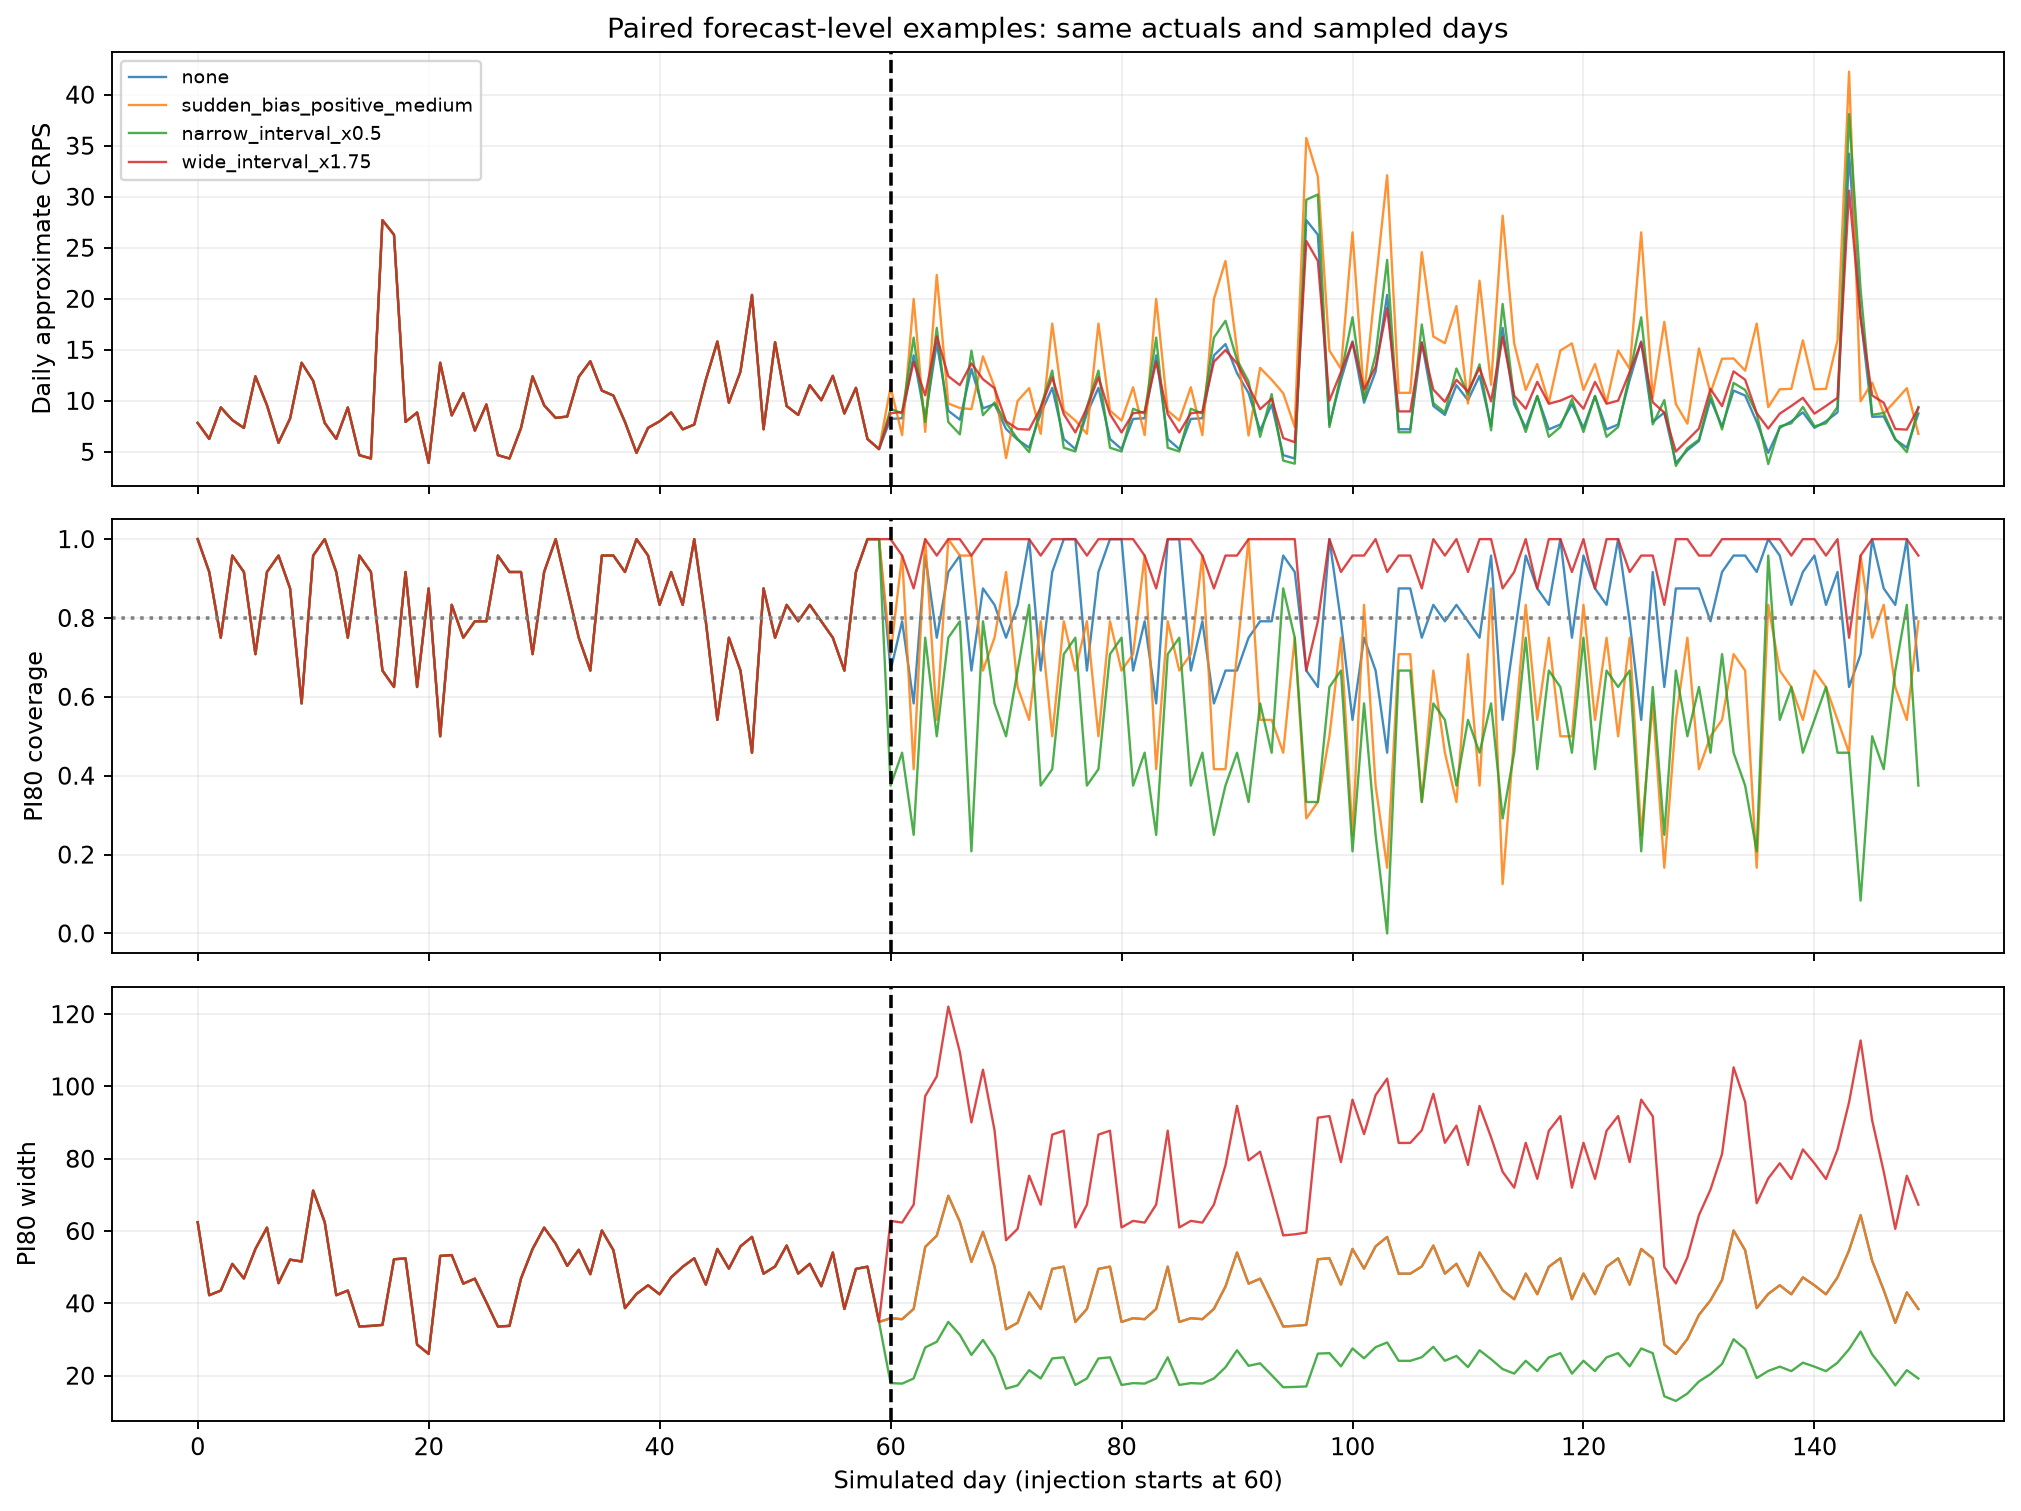 Paired forecast-level examples: same actuals and sampled days
none
sudden_bias_positive_medium
narrow_interval_x0.5
wide_interval_x1.75
Daily approximate CRPS
40
35
30
25
20
15
10
5
PI80 coverage
1.0
0.8
0.6
0.4
0.2
0.0
PI80 width
120
100
80
60
40
20
0 20 40 60 80 100 120 140
Simulated day (injection starts at 60)